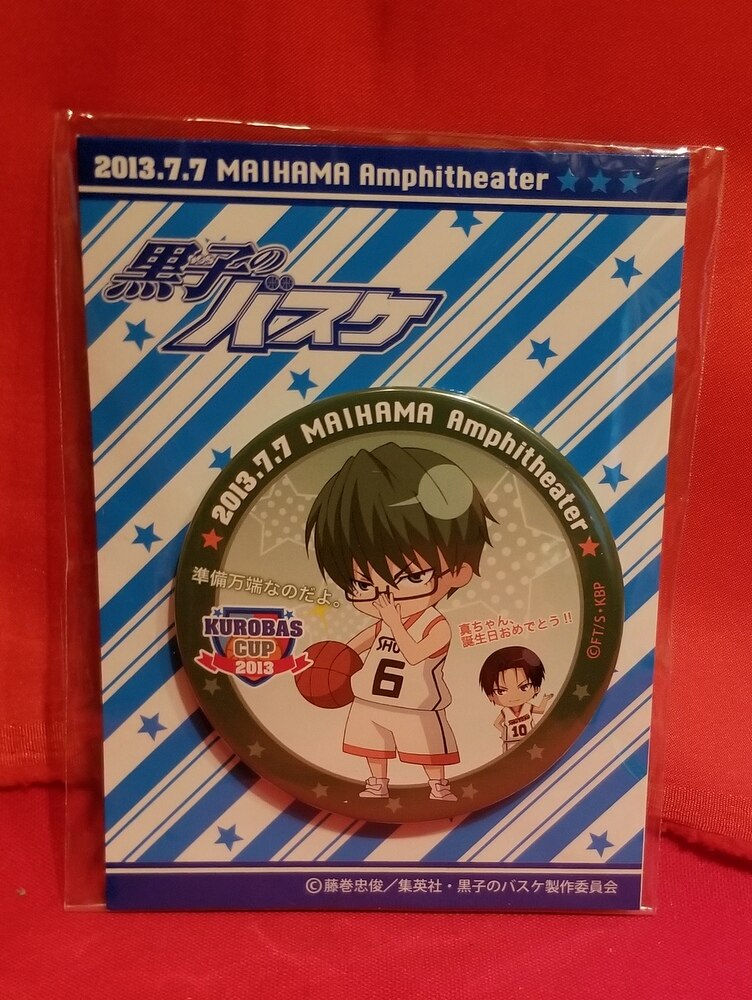 2013.7.7 MAIHAMA Amphitheater
黒子の
バスケ
2013.7.7 MAIHAMA Amphitheater
準備万端なのだよ。
KUROBAS
CUP
2013
真ちゃん、
誕生日おめでとう!!
SHU
6
10
©FT/S・KBP
©藤巻忠俊/集英社・黒子のバスケ製作委員会